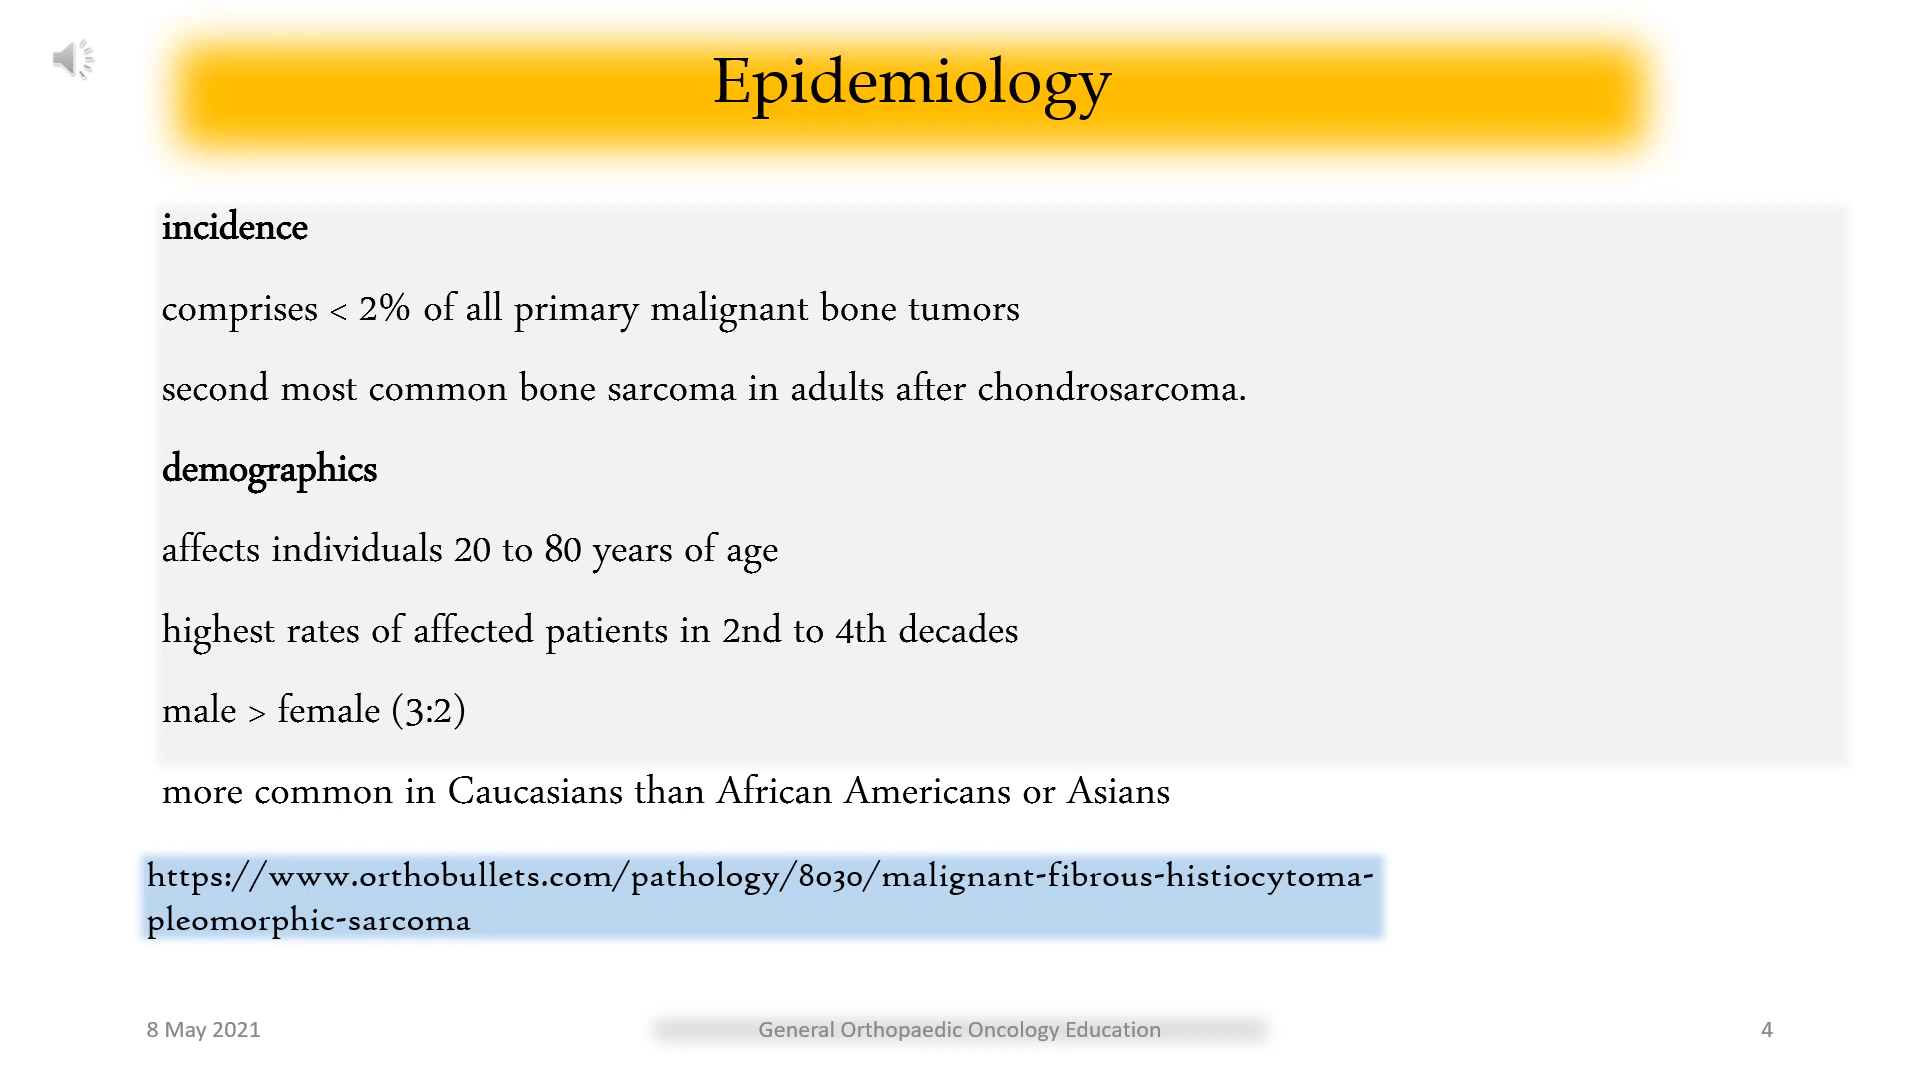 Epidemiology
incidence
comprises < 2% of all primary malignant bone tumors
second most common bone sarcoma in adults after chondrosarcoma.
demographics
affects individuals 20 to 80 years of age
highest rates of affected patients in 2nd to 4th decades
male > female (3:2)
more common in Caucasians than African Americans or Asians
https://www.orthobullets.com/pathology/8030/malignant-fibrous-histiocytoma-
pleomorphic-sarcoma
8 May 2021
General Orthopaedic Oncology Education
4